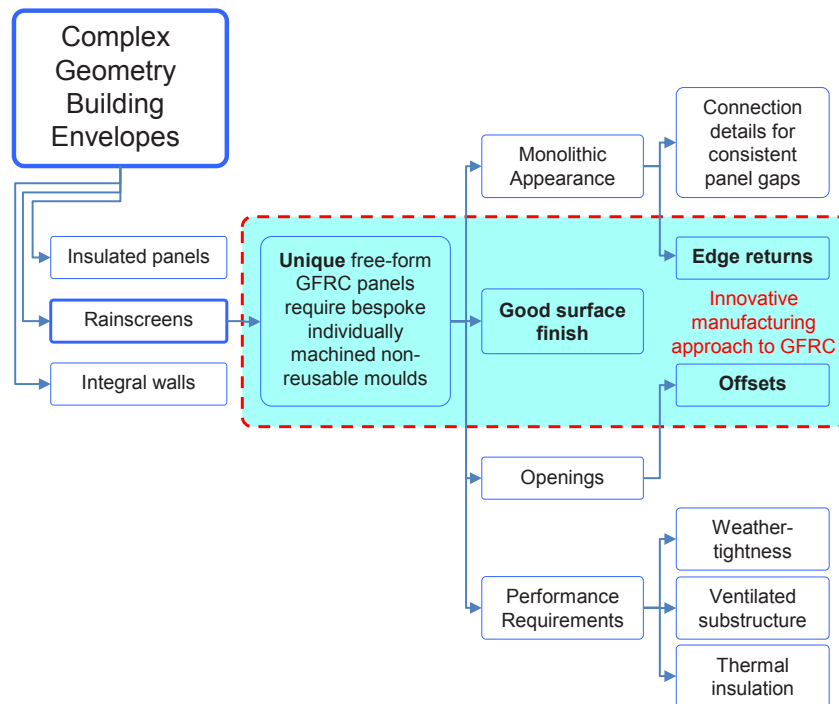 Complex
Geometry
Building
Envelopes
Insulated panels
Rainscreens
Integral walls
Unique free-form
GFRC panels
require bespoke
individually
machined non-
reusable moulds
Monolithic
Appearance
Good surface
finish
Openings
Performance
Requirements
Connection
details for
consistent
panel gaps
Edge returns
Innovative
manufacturing
approach to GFRC
Offsets
Weather-
tightness
Ventilated
substructure
Thermal
insulation